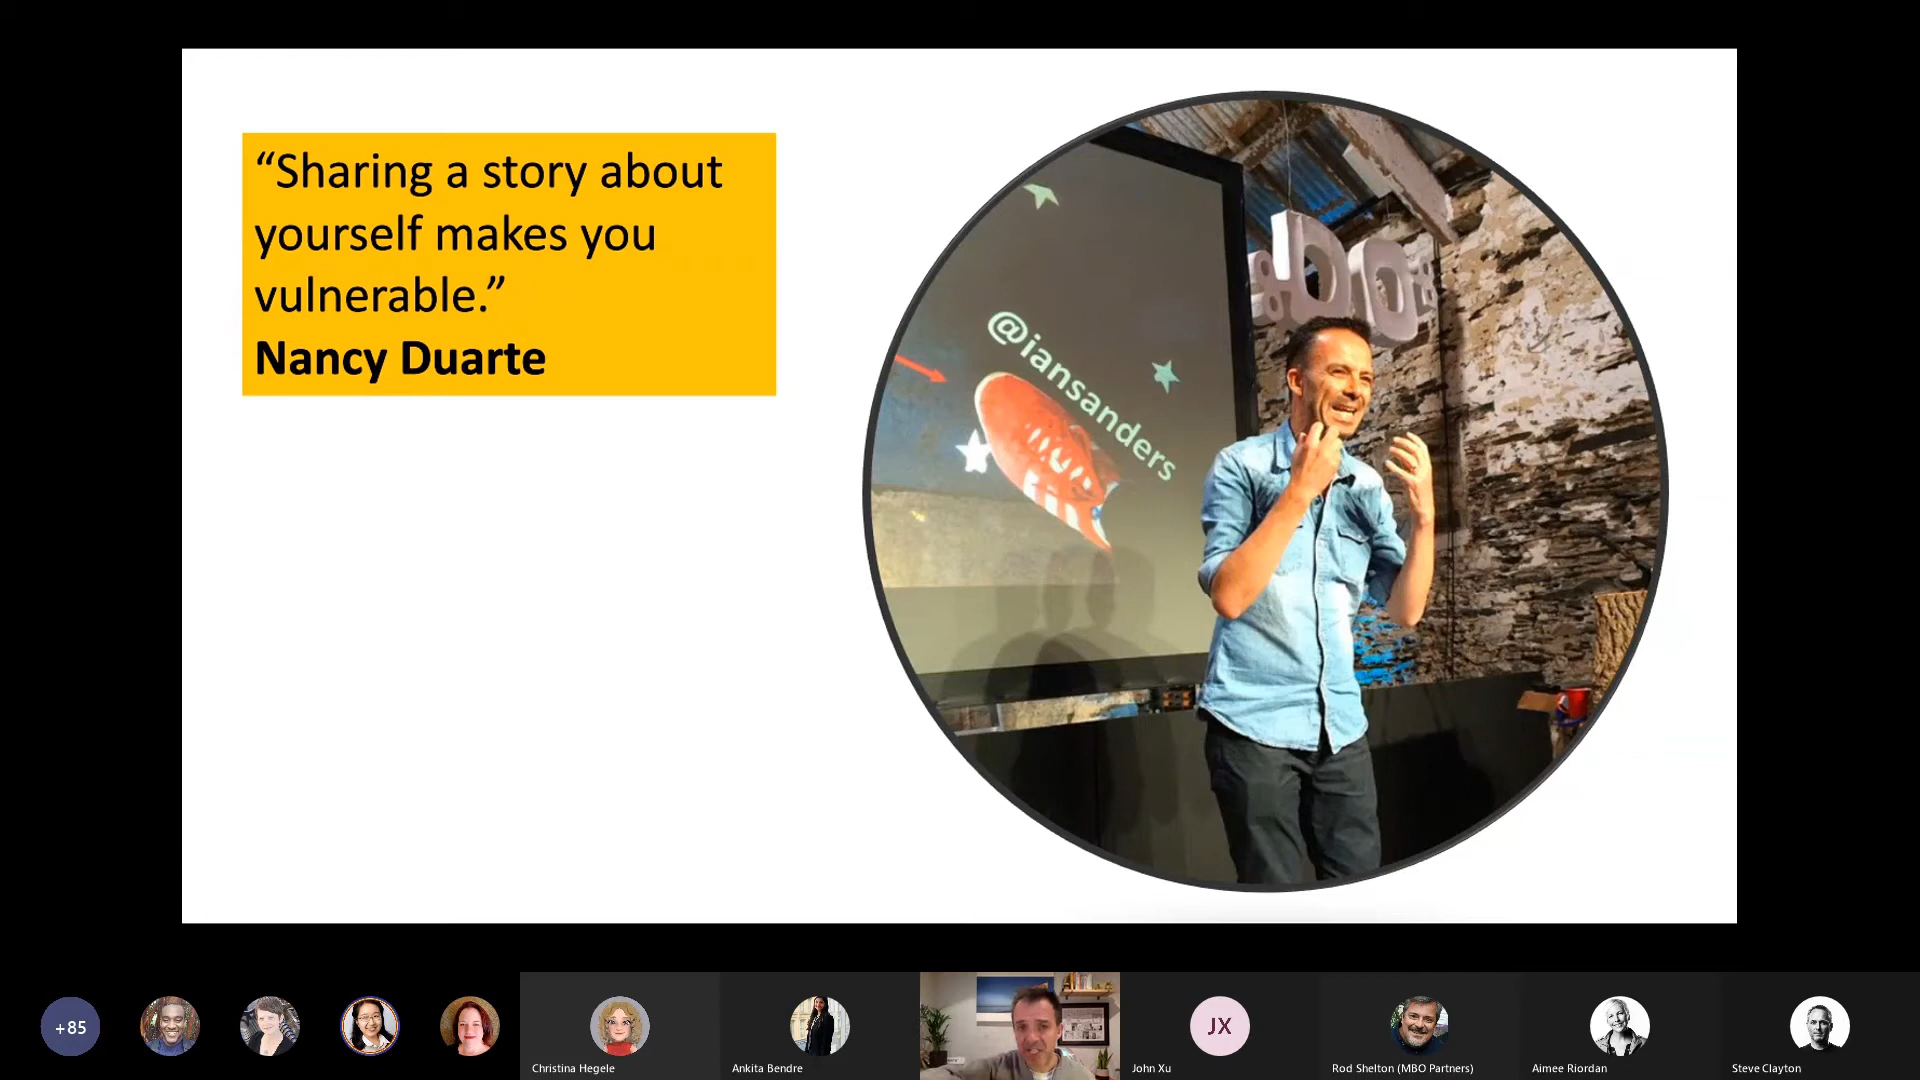 “Sharing a story about
yourself makes you
vulnerable.”
Nancy Duarte
@iansanders
DO
+85
Christina Hegele
Ankita Bendre
JX
John Xu
Rod Shelton (MBO Partners)
Aimee Riordan
Steve Clayton